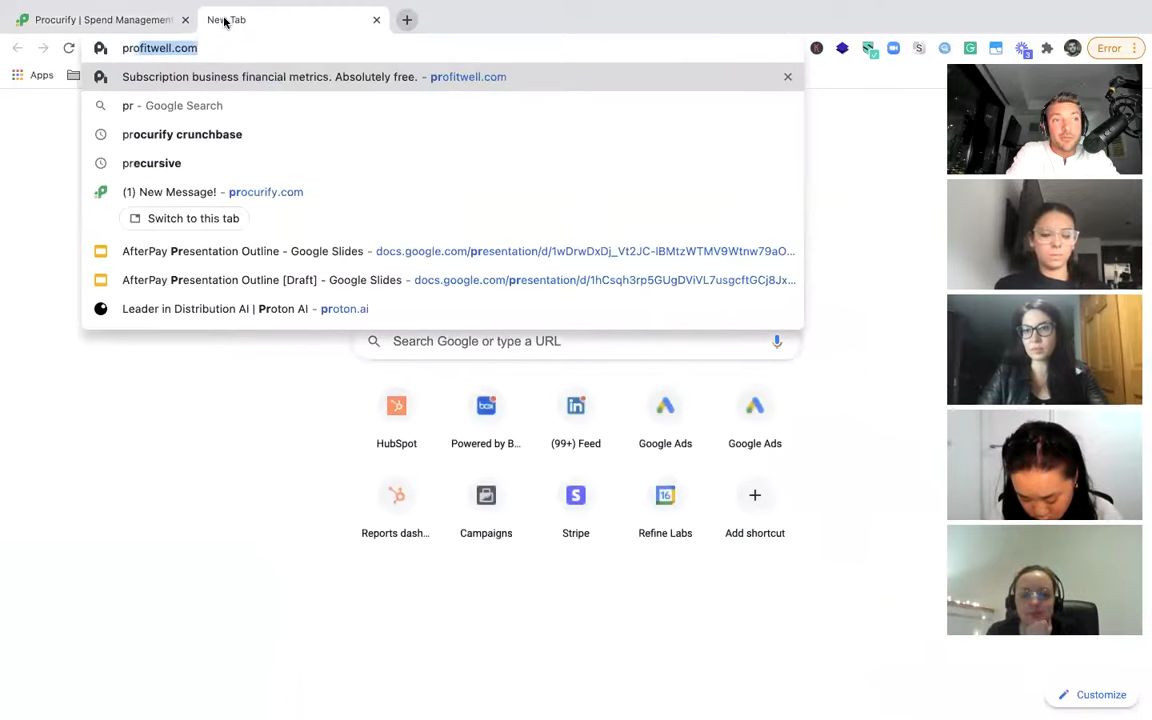 Procurify | Spend Management
New Tab
profitwell.com
Error
Apps
Subscription business financial metrics. Absolutely free. - profitwell.com
pr - Google Search
procurify crunchbase
precursive
(1) New Message! - procurify.com
Switch to this tab
AfterPay Presentation Outline - Google Slides - docs.google.com/presentation/d/1wDrwDxDj_Vt2JC-lBMtzWTMV9Wtnw79aO...
AfterPay Presentation Outline [Draft] - Google Slides - docs.google.com/presentation/d/1hCsqh3rp5GUgDViVL7usgcftGCj8Jx...
Leader in Distribution AI | Proton AI - proton.ai
Search Google or type a URL
HubSpot
Powered by B...
(99+) Feed
Google Ads
Google Ads
Reports dash...
Campaigns
Stripe
Refine Labs
Add shortcut
Customize